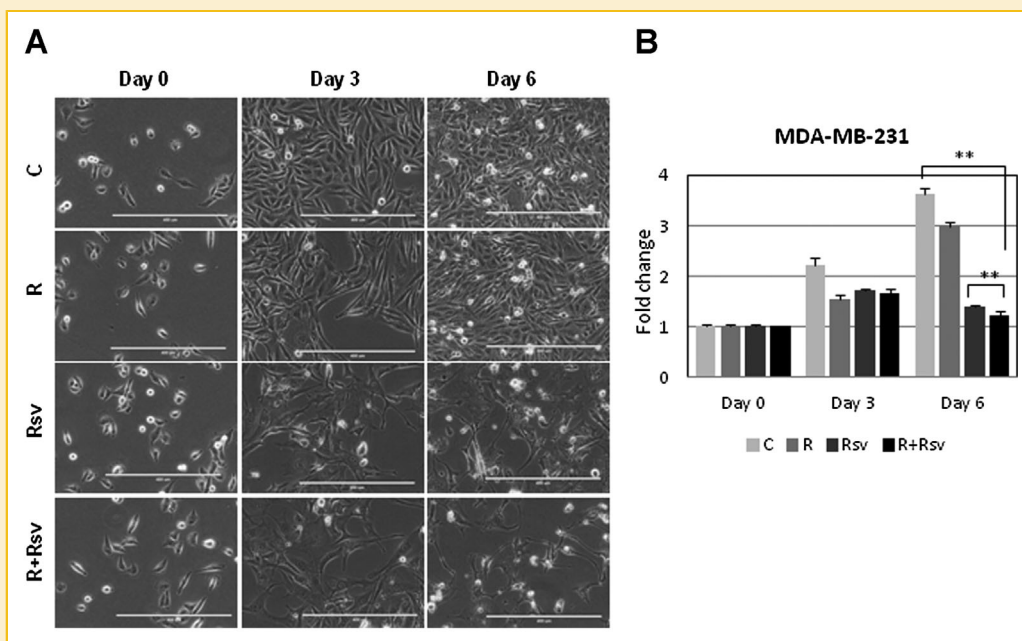 A
Day 0 Day 3 Day 6
C
R
Rsv
R+Rsv
B
MDA-MB-231
**
**
4
3
2
1
0
Fold change
Day 0 Day 3 Day 6
C R Rsv R+Rsv